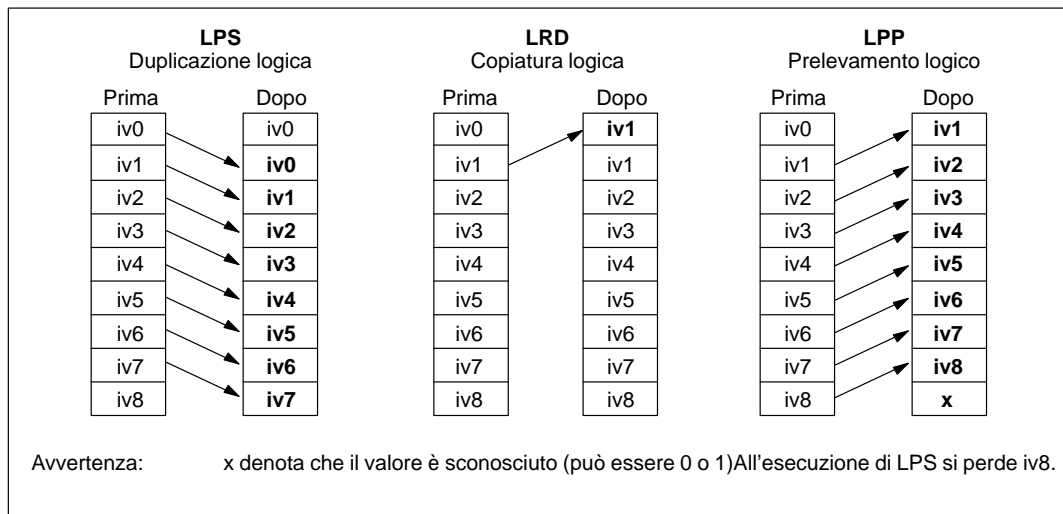 LPS LRD LPP
Duplicazione logica Copiatura logica Prelevamento logico
Prima Dopo Prima Dopo Prima Dopo
iv0 iv0 iv0 iv1 iv0 iv1
iv1 iv0 iv1 iv1 iv1 iv2
iv2 iv1 iv2 iv2 iv2 iv3
iv3 iv2 iv3 iv3 iv3 iv4
iv4 iv3 iv4 iv4 iv4 iv5
iv5 iv4 iv5 iv5 iv5 iv6
iv6 iv5 iv6 iv6 iv6 iv7
iv7 iv6 iv7 iv7 iv7 iv8
iv8 iv7 iv8 iv8 iv8 x
Avvertenza: x denota che il valore è sconosciuto (può essere 0 o 1)All'esecuzione di LPS si perde iv8.